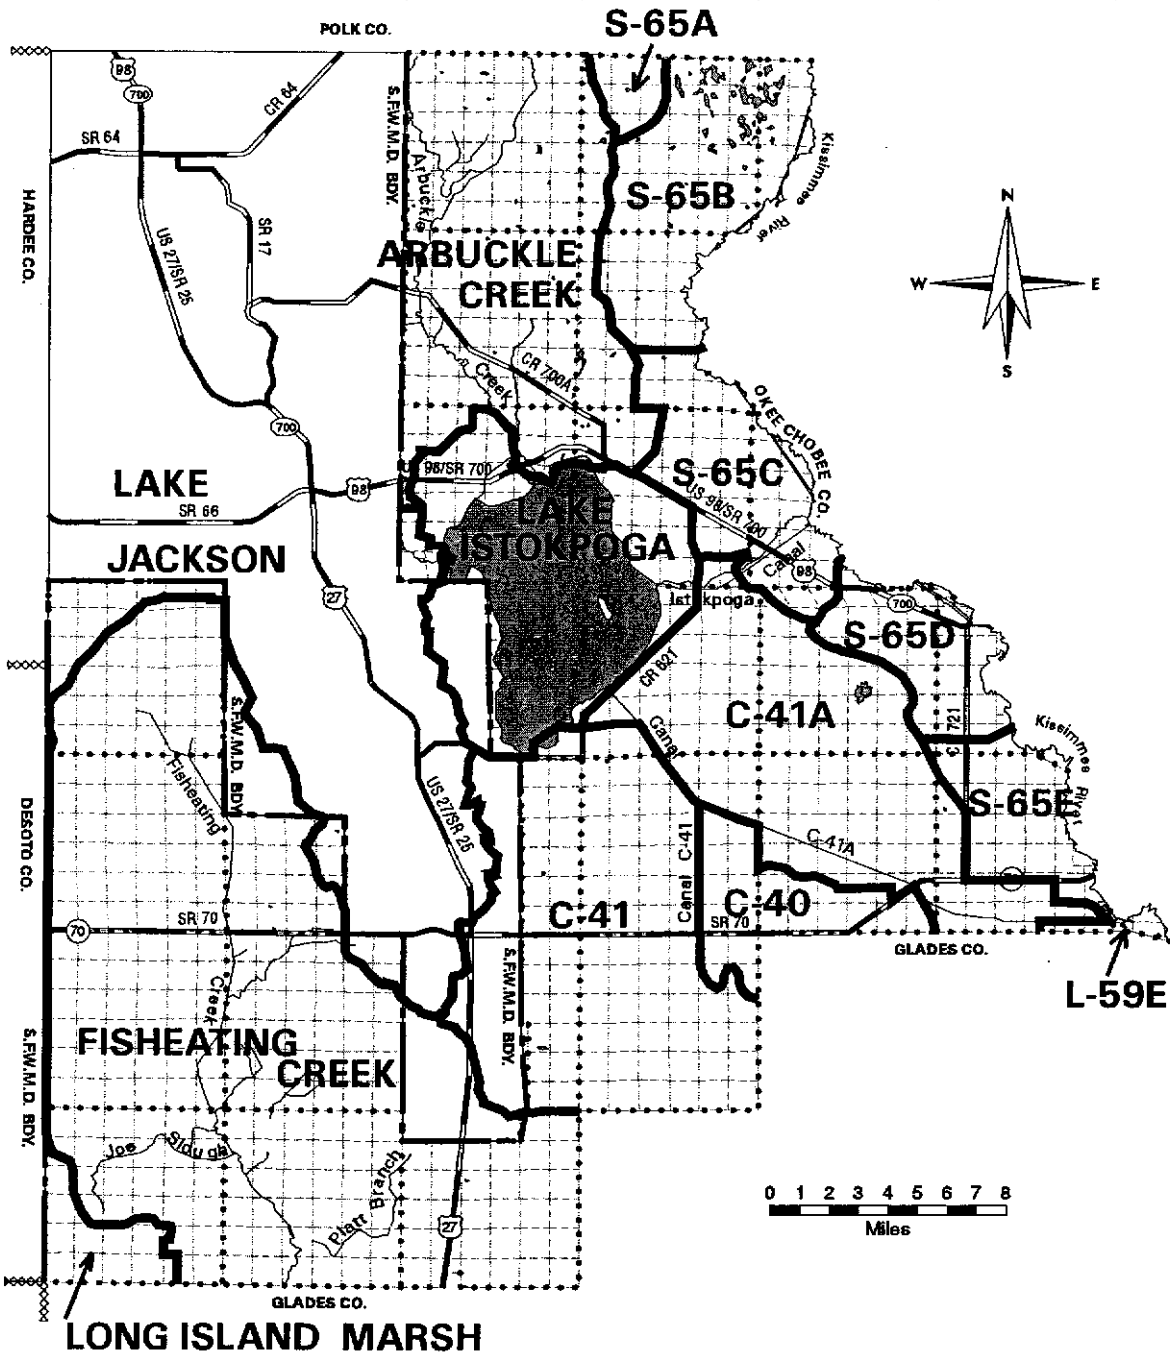 S-65A
POLK CO.
98
700
CR 64
SR 64
S.F.W.M.D. BDY.
Arbuckle
Kissimmee
River
S-65B
HARDEE CO.
SR 17
US 27/SR 25
ARBUCKLE
CREEK
N
W
E
S
CR 700A
Creek
OKEECHOBEE CO.
700
LAKE
98
US 98/SR 700
SR 66
S-65C
US 98/SR 700
LAKE
ISTOKPOGA
JACKSON
Canal
98
Istokpoga
700
27
S-65D
CR 621
S.F.W.M.D. BDY.
C-41A
Canal
C 721
Kissimmee
River
Fisheating
US 27/SR 25
S-65E
DESOTO CO.
C-41A
Canal C-41
C-40
C-41
SR 70
70
SR 70
GLADES CO.
S.F.W.M.D. BDY.
L-59E
Creek
FISHEATING
CREEK
S.F.W.M.D. BDY.
Joe
Slough
Platt Branch
27
0 1 2 3 4 5 6 7 8
Miles
GLADES CO.
LONG ISLAND MARSH